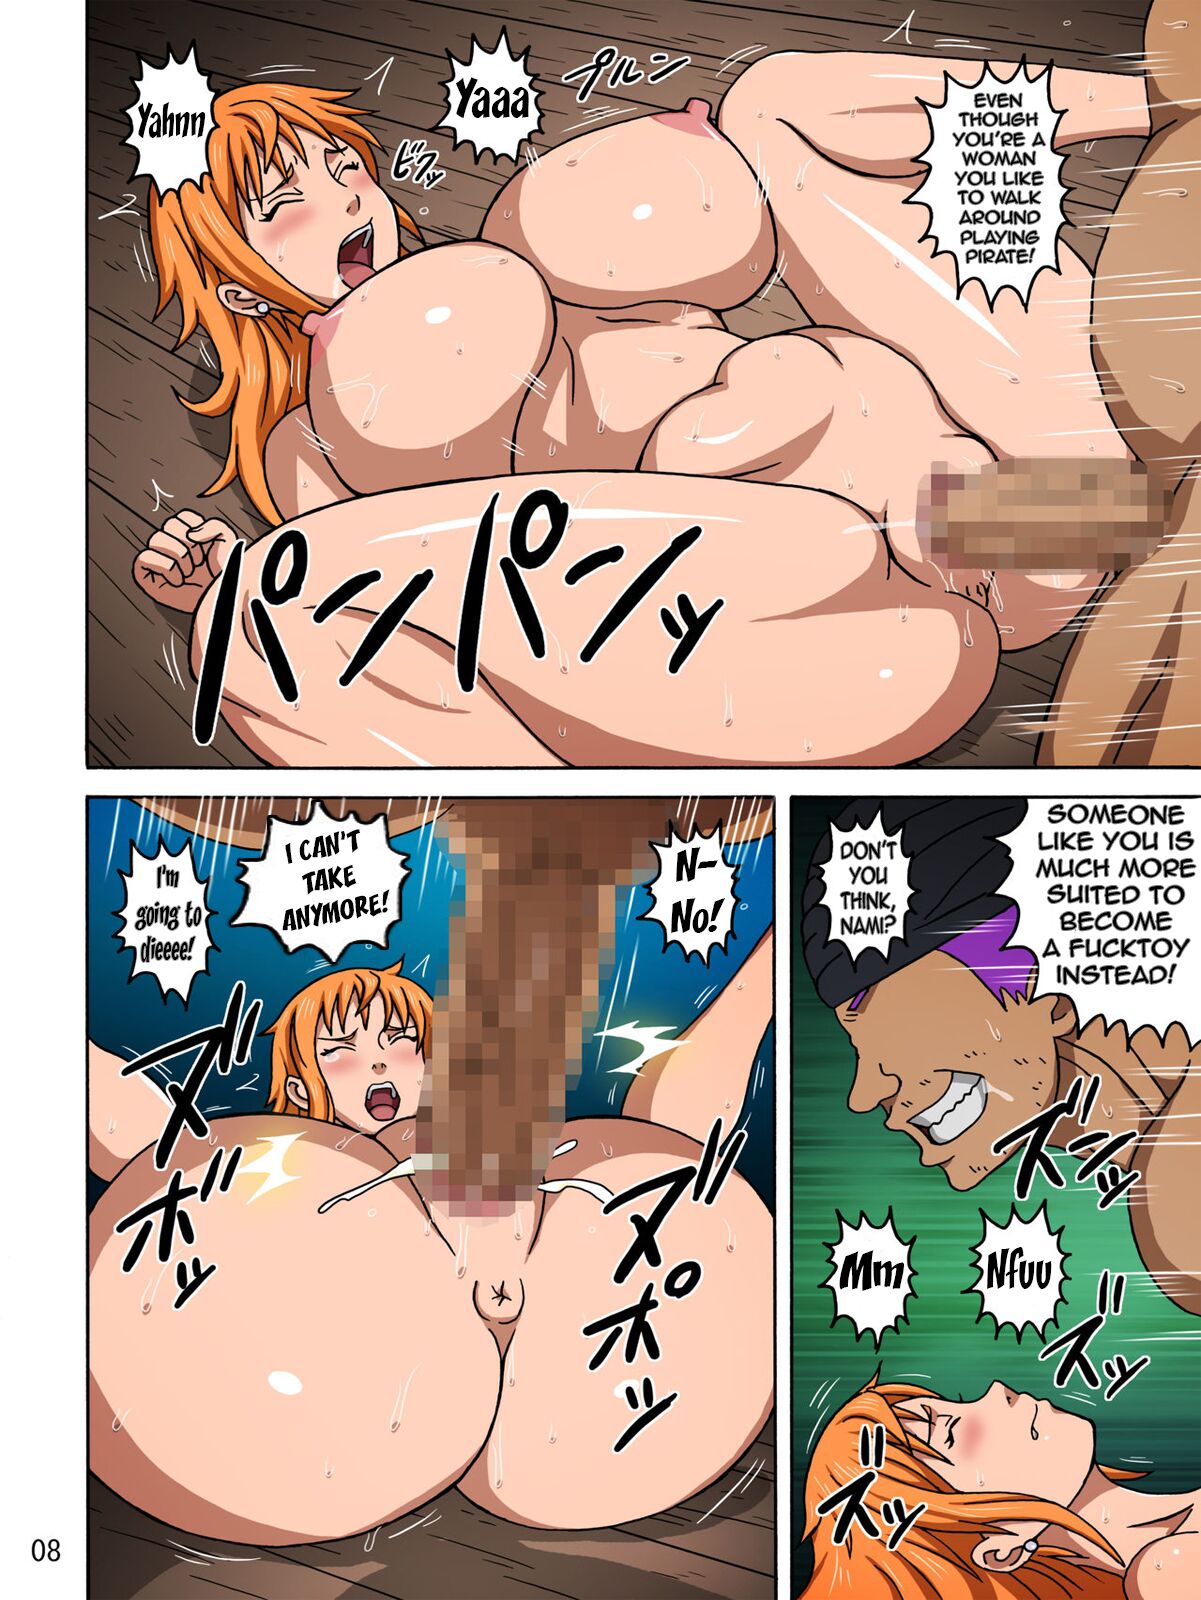 EVEN
THOUGH
YOU'RE A
WOMAN
YOU LIKE
TO WALK
AROUND
PLAYING
PIRATE!
プルン
Yaaa
ビクッ
Yahnn
パンパンッ
SOMEONE
LIKE YOU IS
MUCH MORE
SUITED TO
BECOME
A FUCKTOY
INSTEAD!
DON'T
YOU
THINK,
NAMI?
ズンッ
Nfuu
Mm
ズッ
ズッ
N-
No!
I CAN'T
TAKE
ANYMORE!
I'm
going to
dieeee!
ヌポッ
ズボッ
08